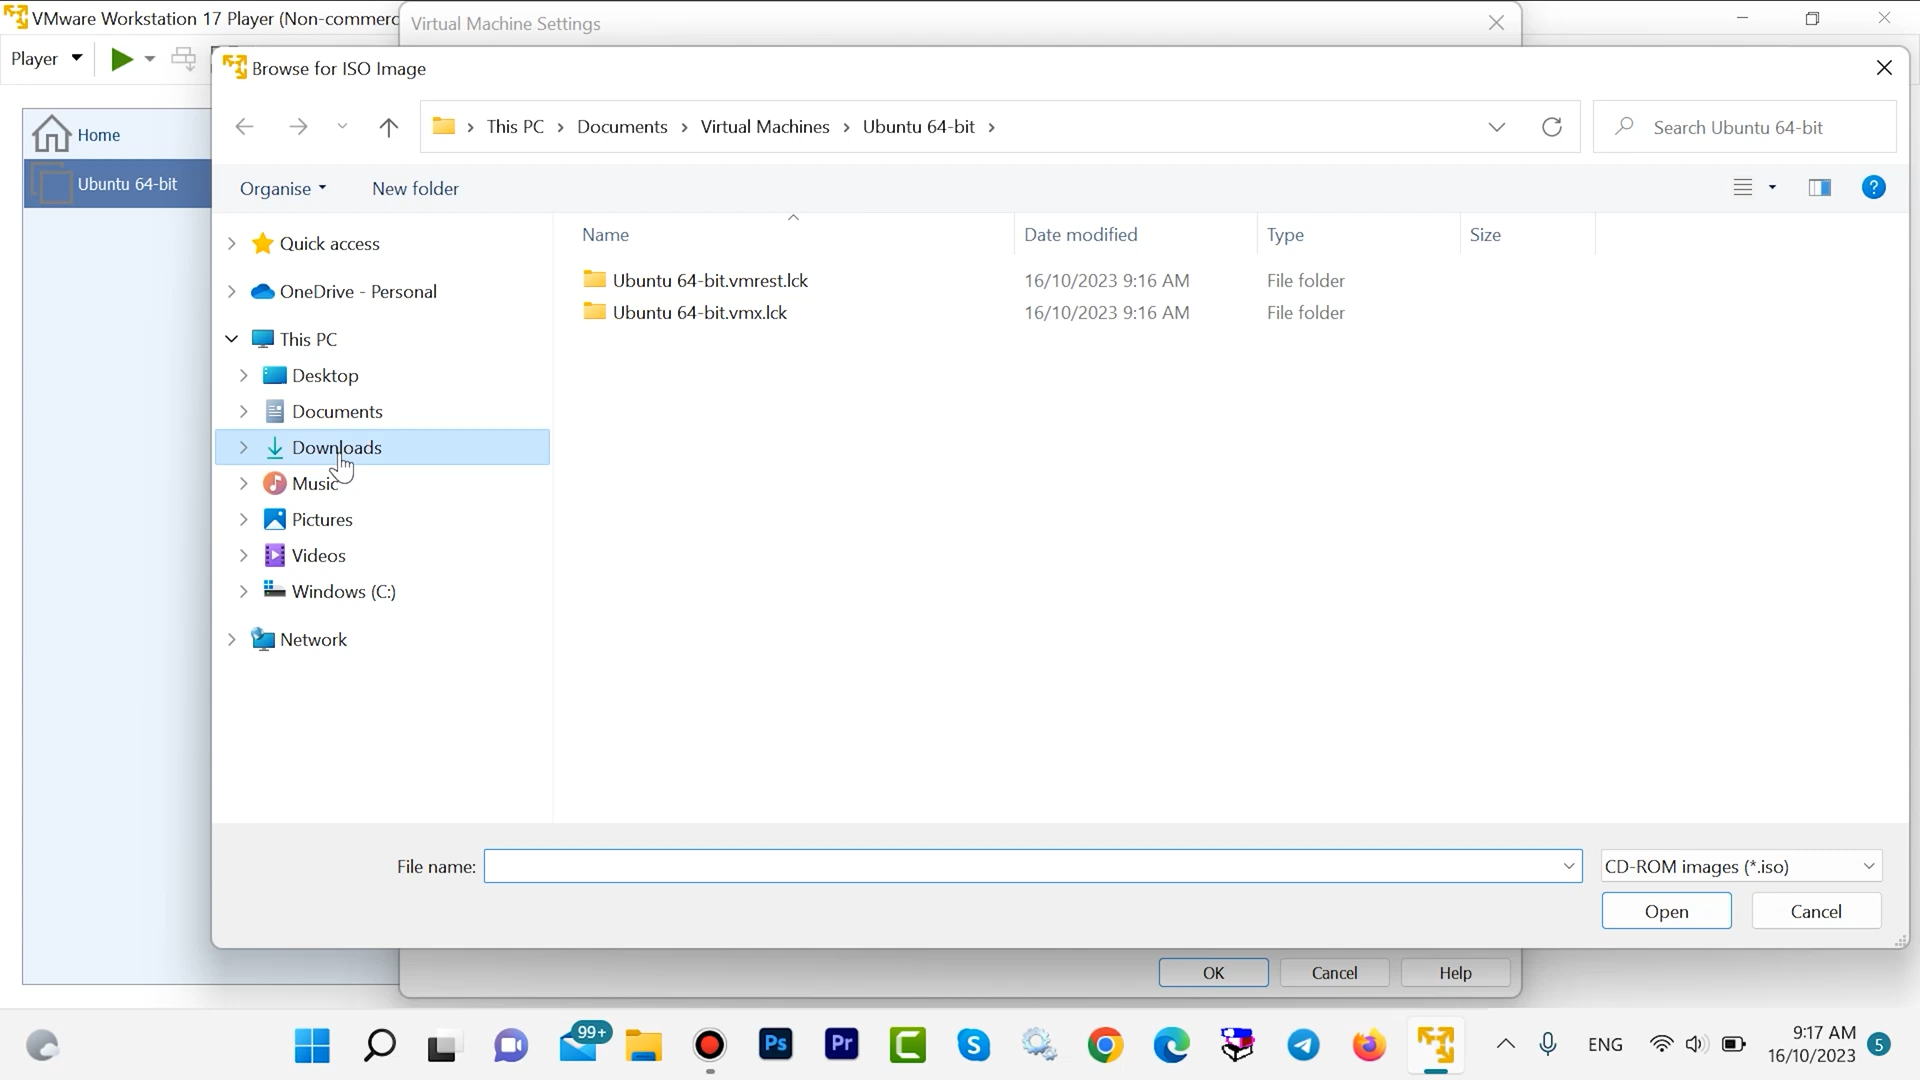 VMware Workstation 17 Player (Non-commerc
Virtual Machine Settings
Player
Browse for ISO Image
This PC > Documents > Virtual Machines > Ubuntu 64-bit >
Search Ubuntu 64-bit
Home
Ubuntu 64-bit
Organise
New folder
?
Quick access
OneDrive - Personal
This PC
Desktop
Documents
Downloads
Music
Pictures
Videos
Windows (C:)
Network
Name Date modified Type Size
Ubuntu 64-bit.vmrest.lck 16/10/2023 9:16 AM File folder
Ubuntu 64-bit.vmx.lck 16/10/2023 9:16 AM File folder
File name:
CD-ROM images (*.iso)
Open Cancel
OK Cancel Help
99+
Ps
Pr
S
ENG
9:17 AM
16/10/2023
5